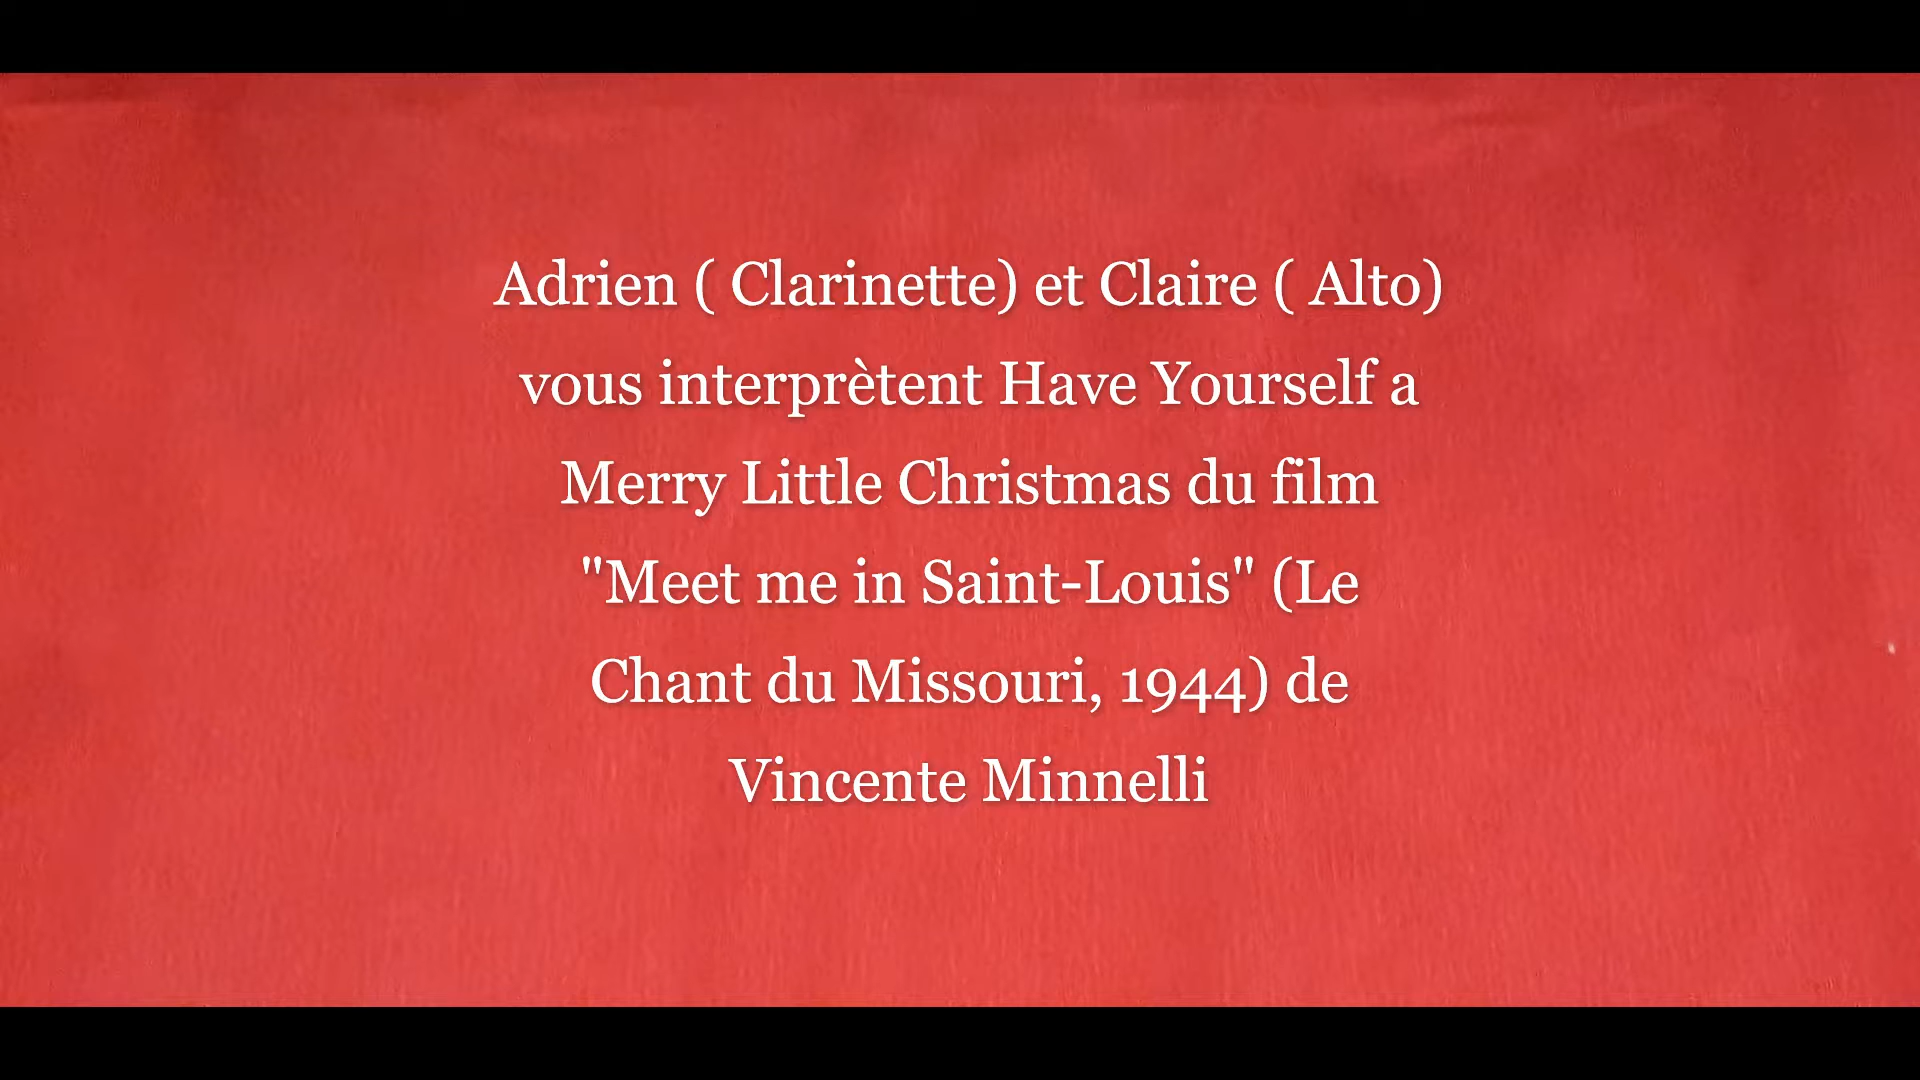 Adrien ( Clarinette) et Claire ( Alto)
vous interprètent Have Yourself a
Merry Little Christmas du film
"Meet me in Saint-Louis" (Le
Chant du Missouri, 1944) de
Vincente Minnelli